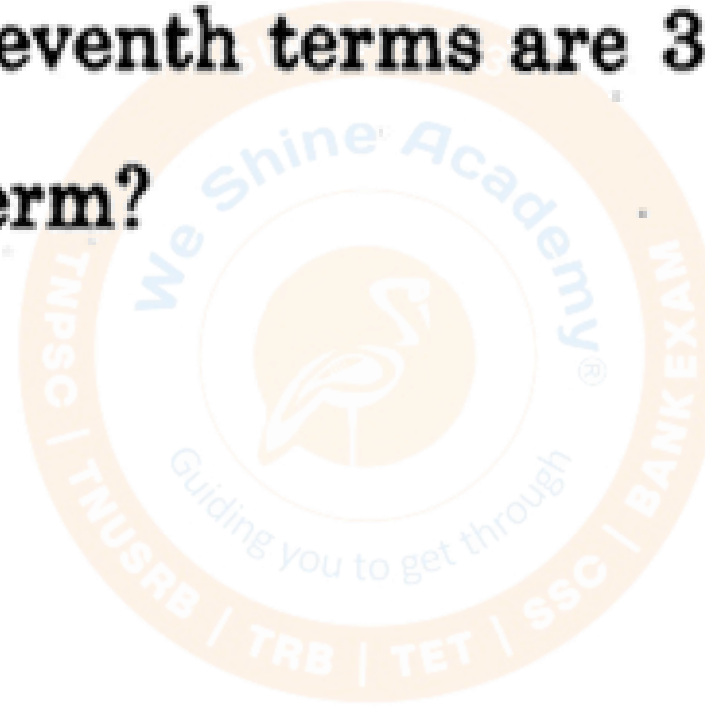 eventh terms are 3
erm?
We Shine Academy®
Guiding you to get through
TNPSC | TNUSRB | TRB | TET | SSC | BANK EXAM